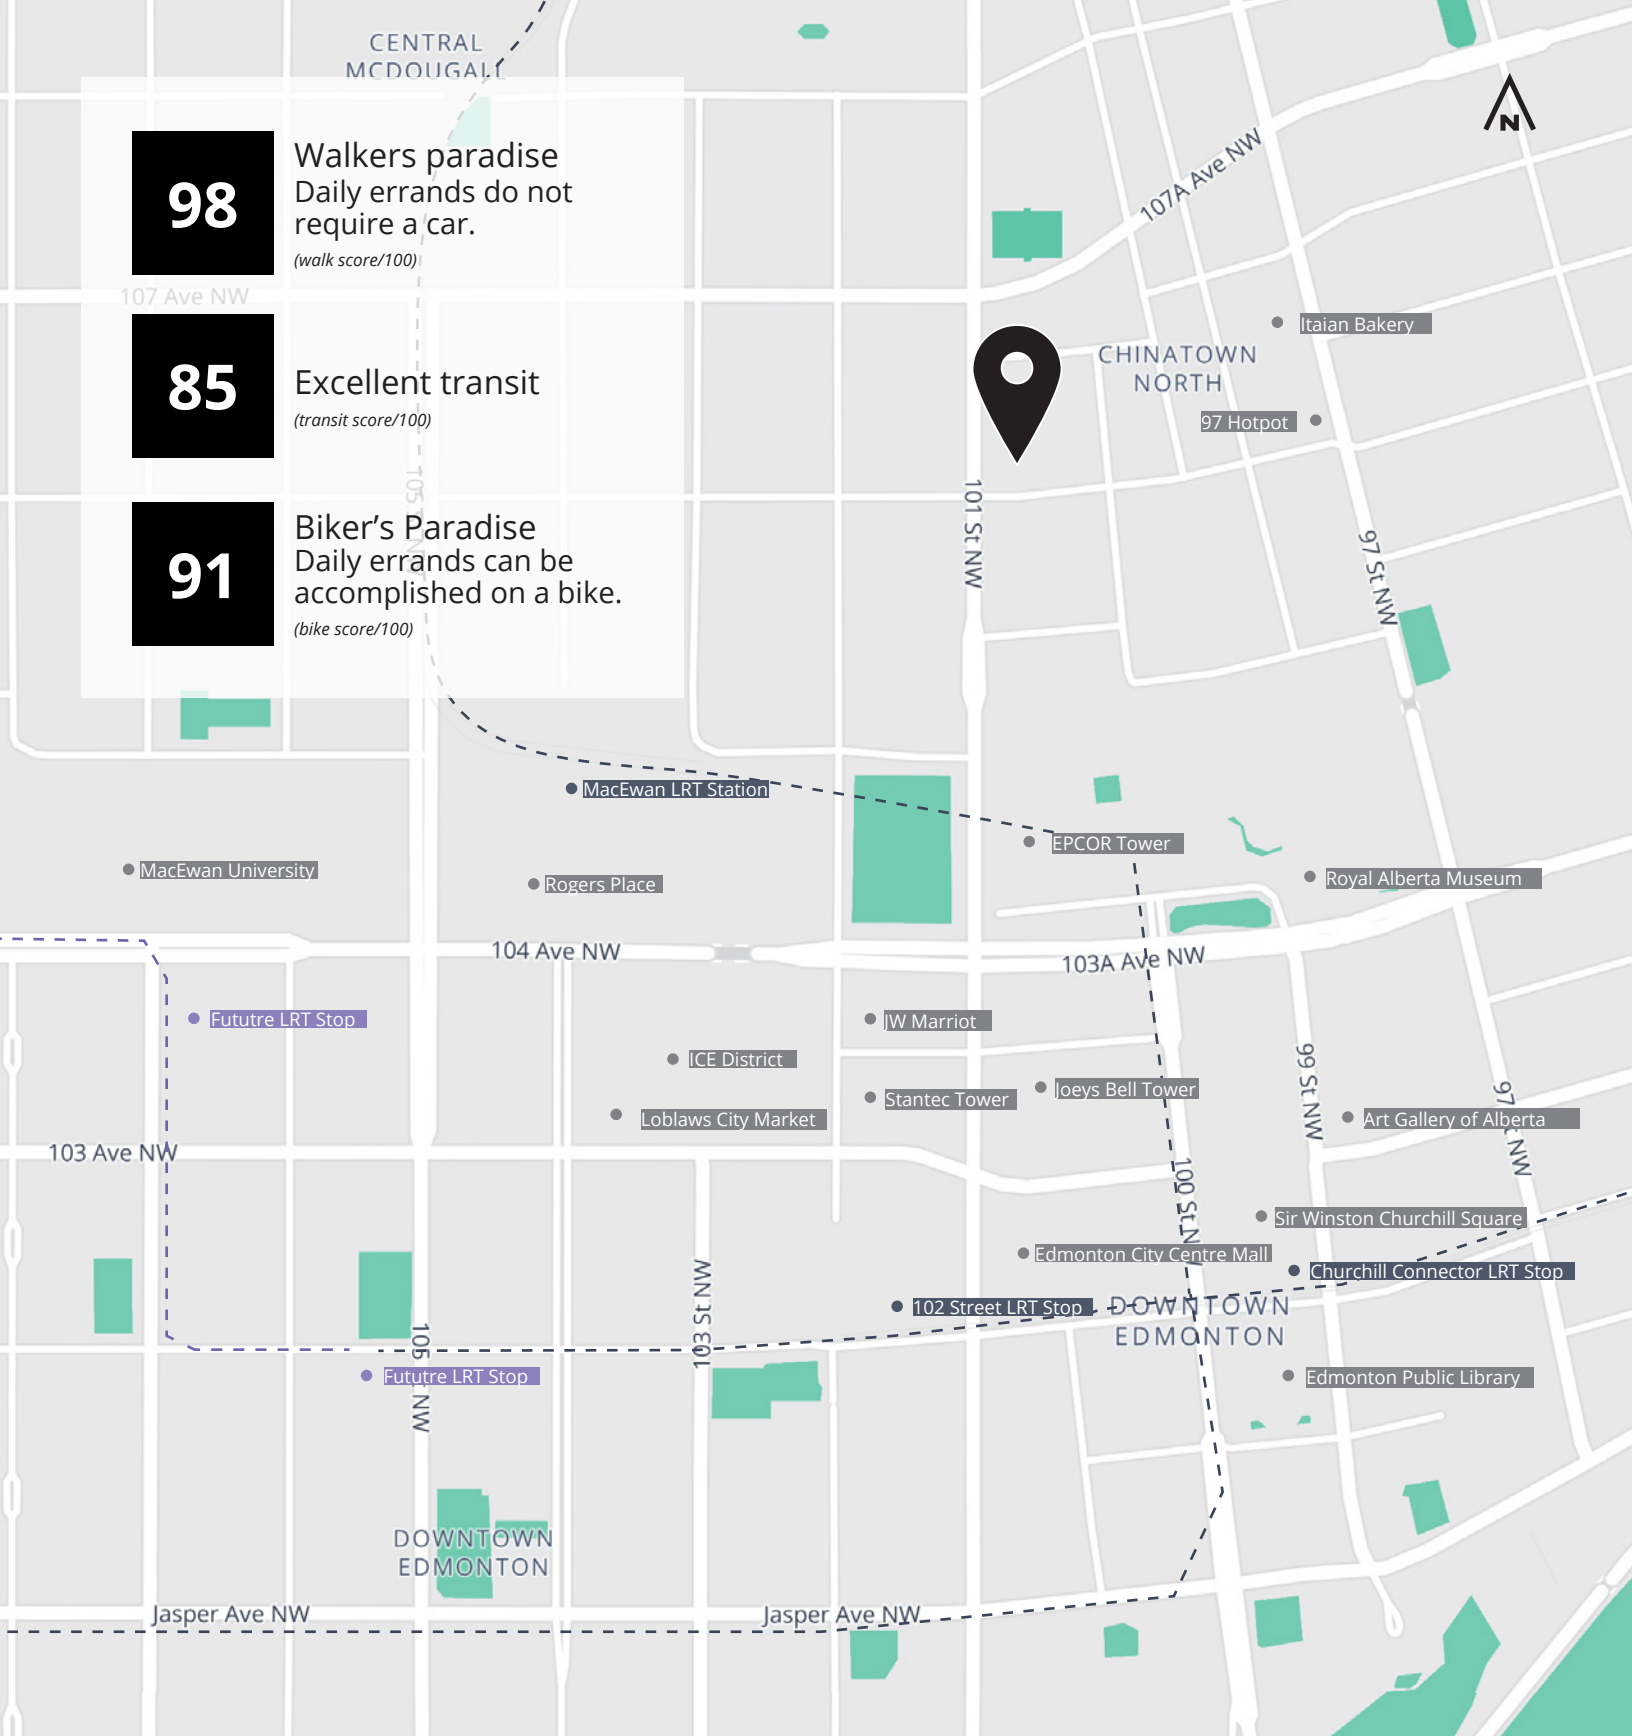 CENTRAL
MCDOUGALL
98
Walkers paradise
Daily errands do not
require a car.
(walk score/100)
107 Ave NW
85
Excellent transit
(transit score/100)
91
Biker’s Paradise
Daily errands can be
accomplished on a bike.
(bike score/100)
N
107A Ave NW
Itaian Bakery
CHINATOWN
NORTH
97 Hotpot
101 St NW
97 St NW
MacEwan LRT Station
EPCOR Tower
MacEwan University
Rogers Place
Royal Alberta Museum
104 Ave NW
103A Ave NW
Fututre LRT Stop
JW Marriot
ICE District
Joeys Bell Tower
Stantec Tower
Loblaws City Market
99 St NW
Art Gallery of Alberta
97 St NW
103 Ave NW
100 St NW
Sir Winston Churchill Square
Edmonton City Centre Mall
Churchill Connector LRT Stop
103 St NW
102 Street LRT Stop
DOWNTOWN
EDMONTON
105 NW
Fututre LRT Stop
Edmonton Public Library
DOWNTOWN
EDMONTON
Jasper Ave NW
Jasper Ave NW